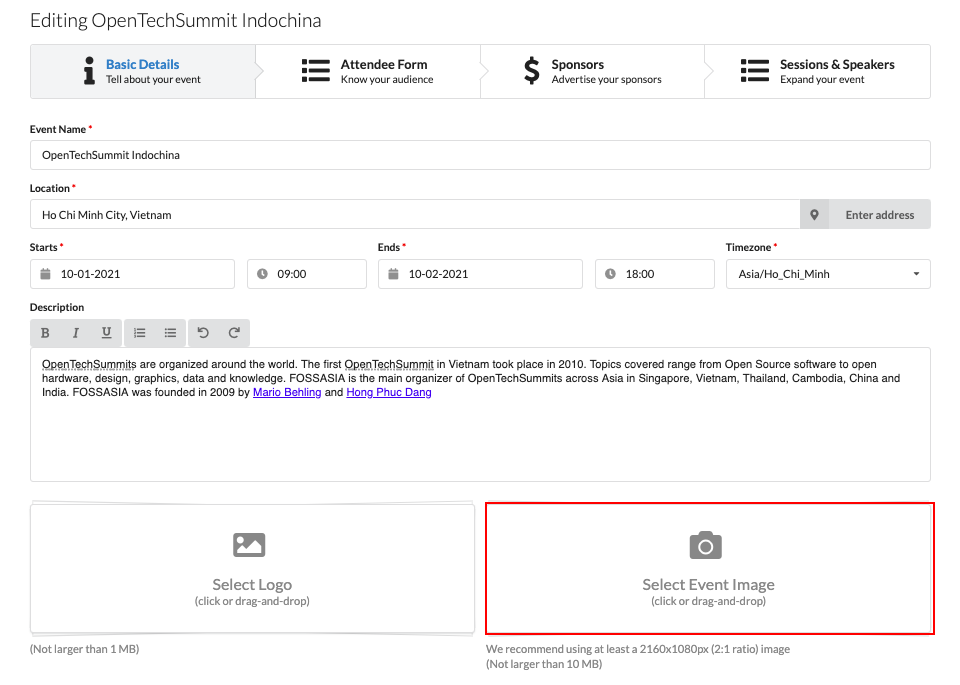 Editing OpenTechSummit Indochina
Basic Details
Tell about your event
Attendee Form
Know your audience
Sponsors
Advertise your sponsors
Sessions & Speakers
Expand your event
Event Name *
OpenTechSummit Indochina
Location *
Ho Chi Minh City, Vietnam
Enter address
Starts * Ends * Timezone *
10-01-2021 09:00 10-02-2021 18:00 Asia/Ho_Chi_Minh
Description
B I U
OpenTechSummits are organized around the world. The first OpenTechSummit in Vietnam took place in 2010. Topics covered range from Open Source software to open
hardware, design, graphics, data and knowledge. FOSSASIA is the main organizer of OpenTechSummits across Asia in Singapore, Vietnam, Thailand, Cambodia, China and
India. FOSSASIA was founded in 2009 by Mario Behling and Hong Phuc Dang
Select Logo
(click or drag-and-drop)
(Not larger than 1 MB)
Select Event Image
(click or drag-and-drop)
We recommend using at least a 2160x1080px (2:1 ratio) image
(Not larger than 10 MB)